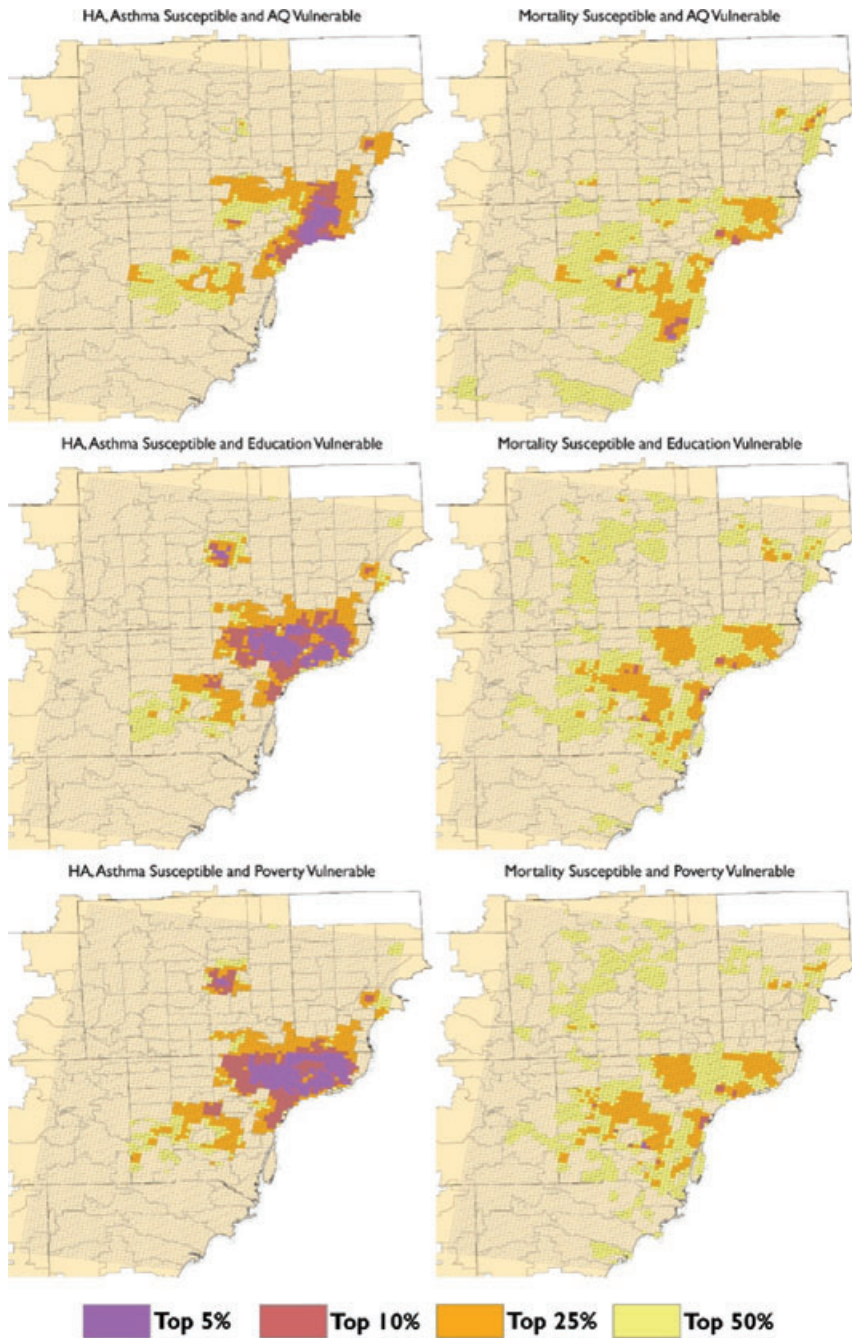 HA, Asthma Susceptible and AQ Vulnerable
Mortality Susceptible and AQ Vulnerable
HA, Asthma Susceptible and Education Vulnerable
Mortality Susceptible and Education Vulnerable
HA, Asthma Susceptible and Poverty Vulnerable
Mortality Susceptible and Poverty Vulnerable
Top 5% Top 10% Top 25% Top 50%